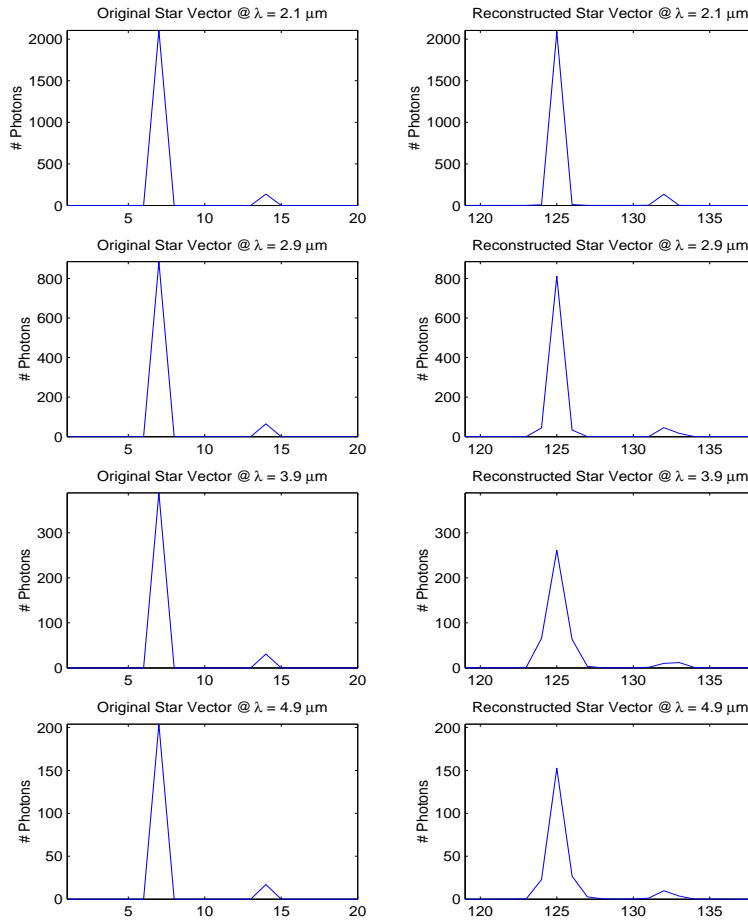 Original Star Vector @ λ = 2.1 μm
Reconstructed Star Vector @ λ = 2.1 μm
# Photons
2000
1500
1000
500
0
5 10 15 20
# Photons
2000
1500
1000
500
0
120 125 130 135
Original Star Vector @ λ = 2.9 μm
Reconstructed Star Vector @ λ = 2.9 μm
# Photons
800
600
400
200
0
5 10 15 20
# Photons
800
600
400
200
0
120 125 130 135
Original Star Vector @ λ = 3.9 μm
Reconstructed Star Vector @ λ = 3.9 μm
# Photons
300
200
100
0
5 10 15 20
# Photons
300
200
100
0
120 125 130 135
Original Star Vector @ λ = 4.9 μm
Reconstructed Star Vector @ λ = 4.9 μm
# Photons
200
150
100
50
0
5 10 15 20
# Photons
200
150
100
50
0
120 125 130 135